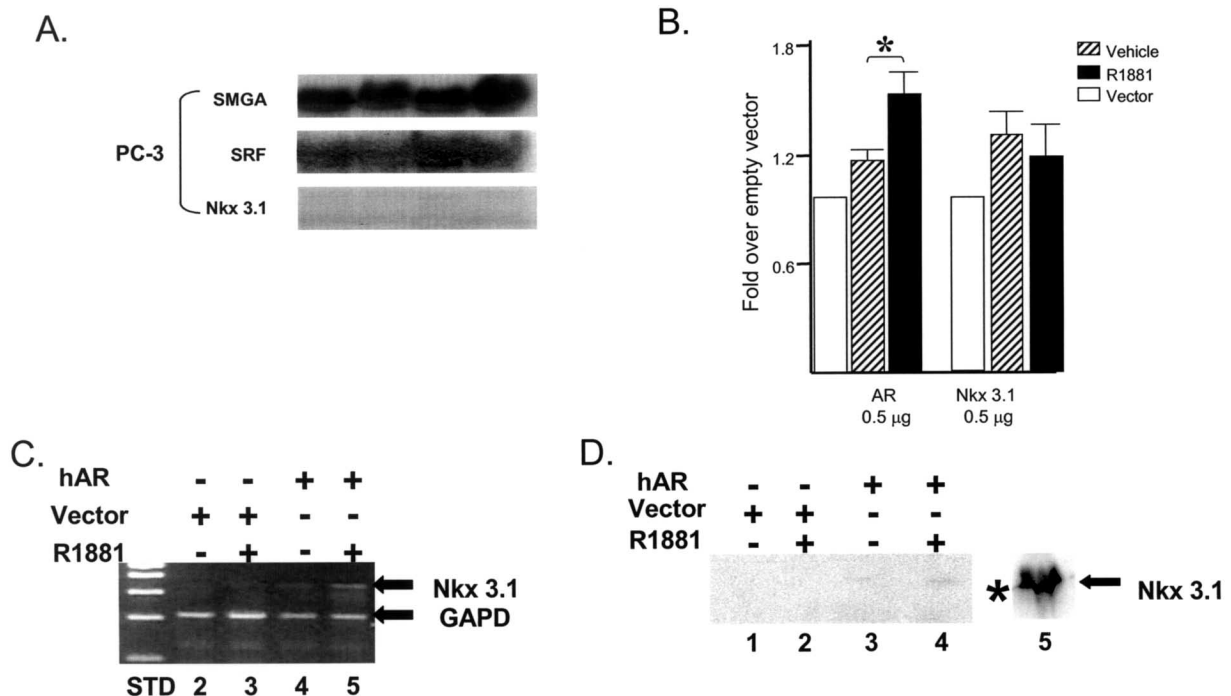 A.
PC-3
SMGA
SRF
Nkx 3.1
B.
Fold over empty vector
1.8
1.2
0.6
*
Vehicle
R1881
Vector
AR
0.5 µg
Nkx 3.1
0.5 µg
C.
hAR - - + +
Vector + + - -
R1881 - + - +
Nkx 3.1
GAPD
STD 2 3 4 5
D.
hAR - - + +
Vector + + - -
R1881 - + - +
* Nkx 3.1
1 2 3 4 5